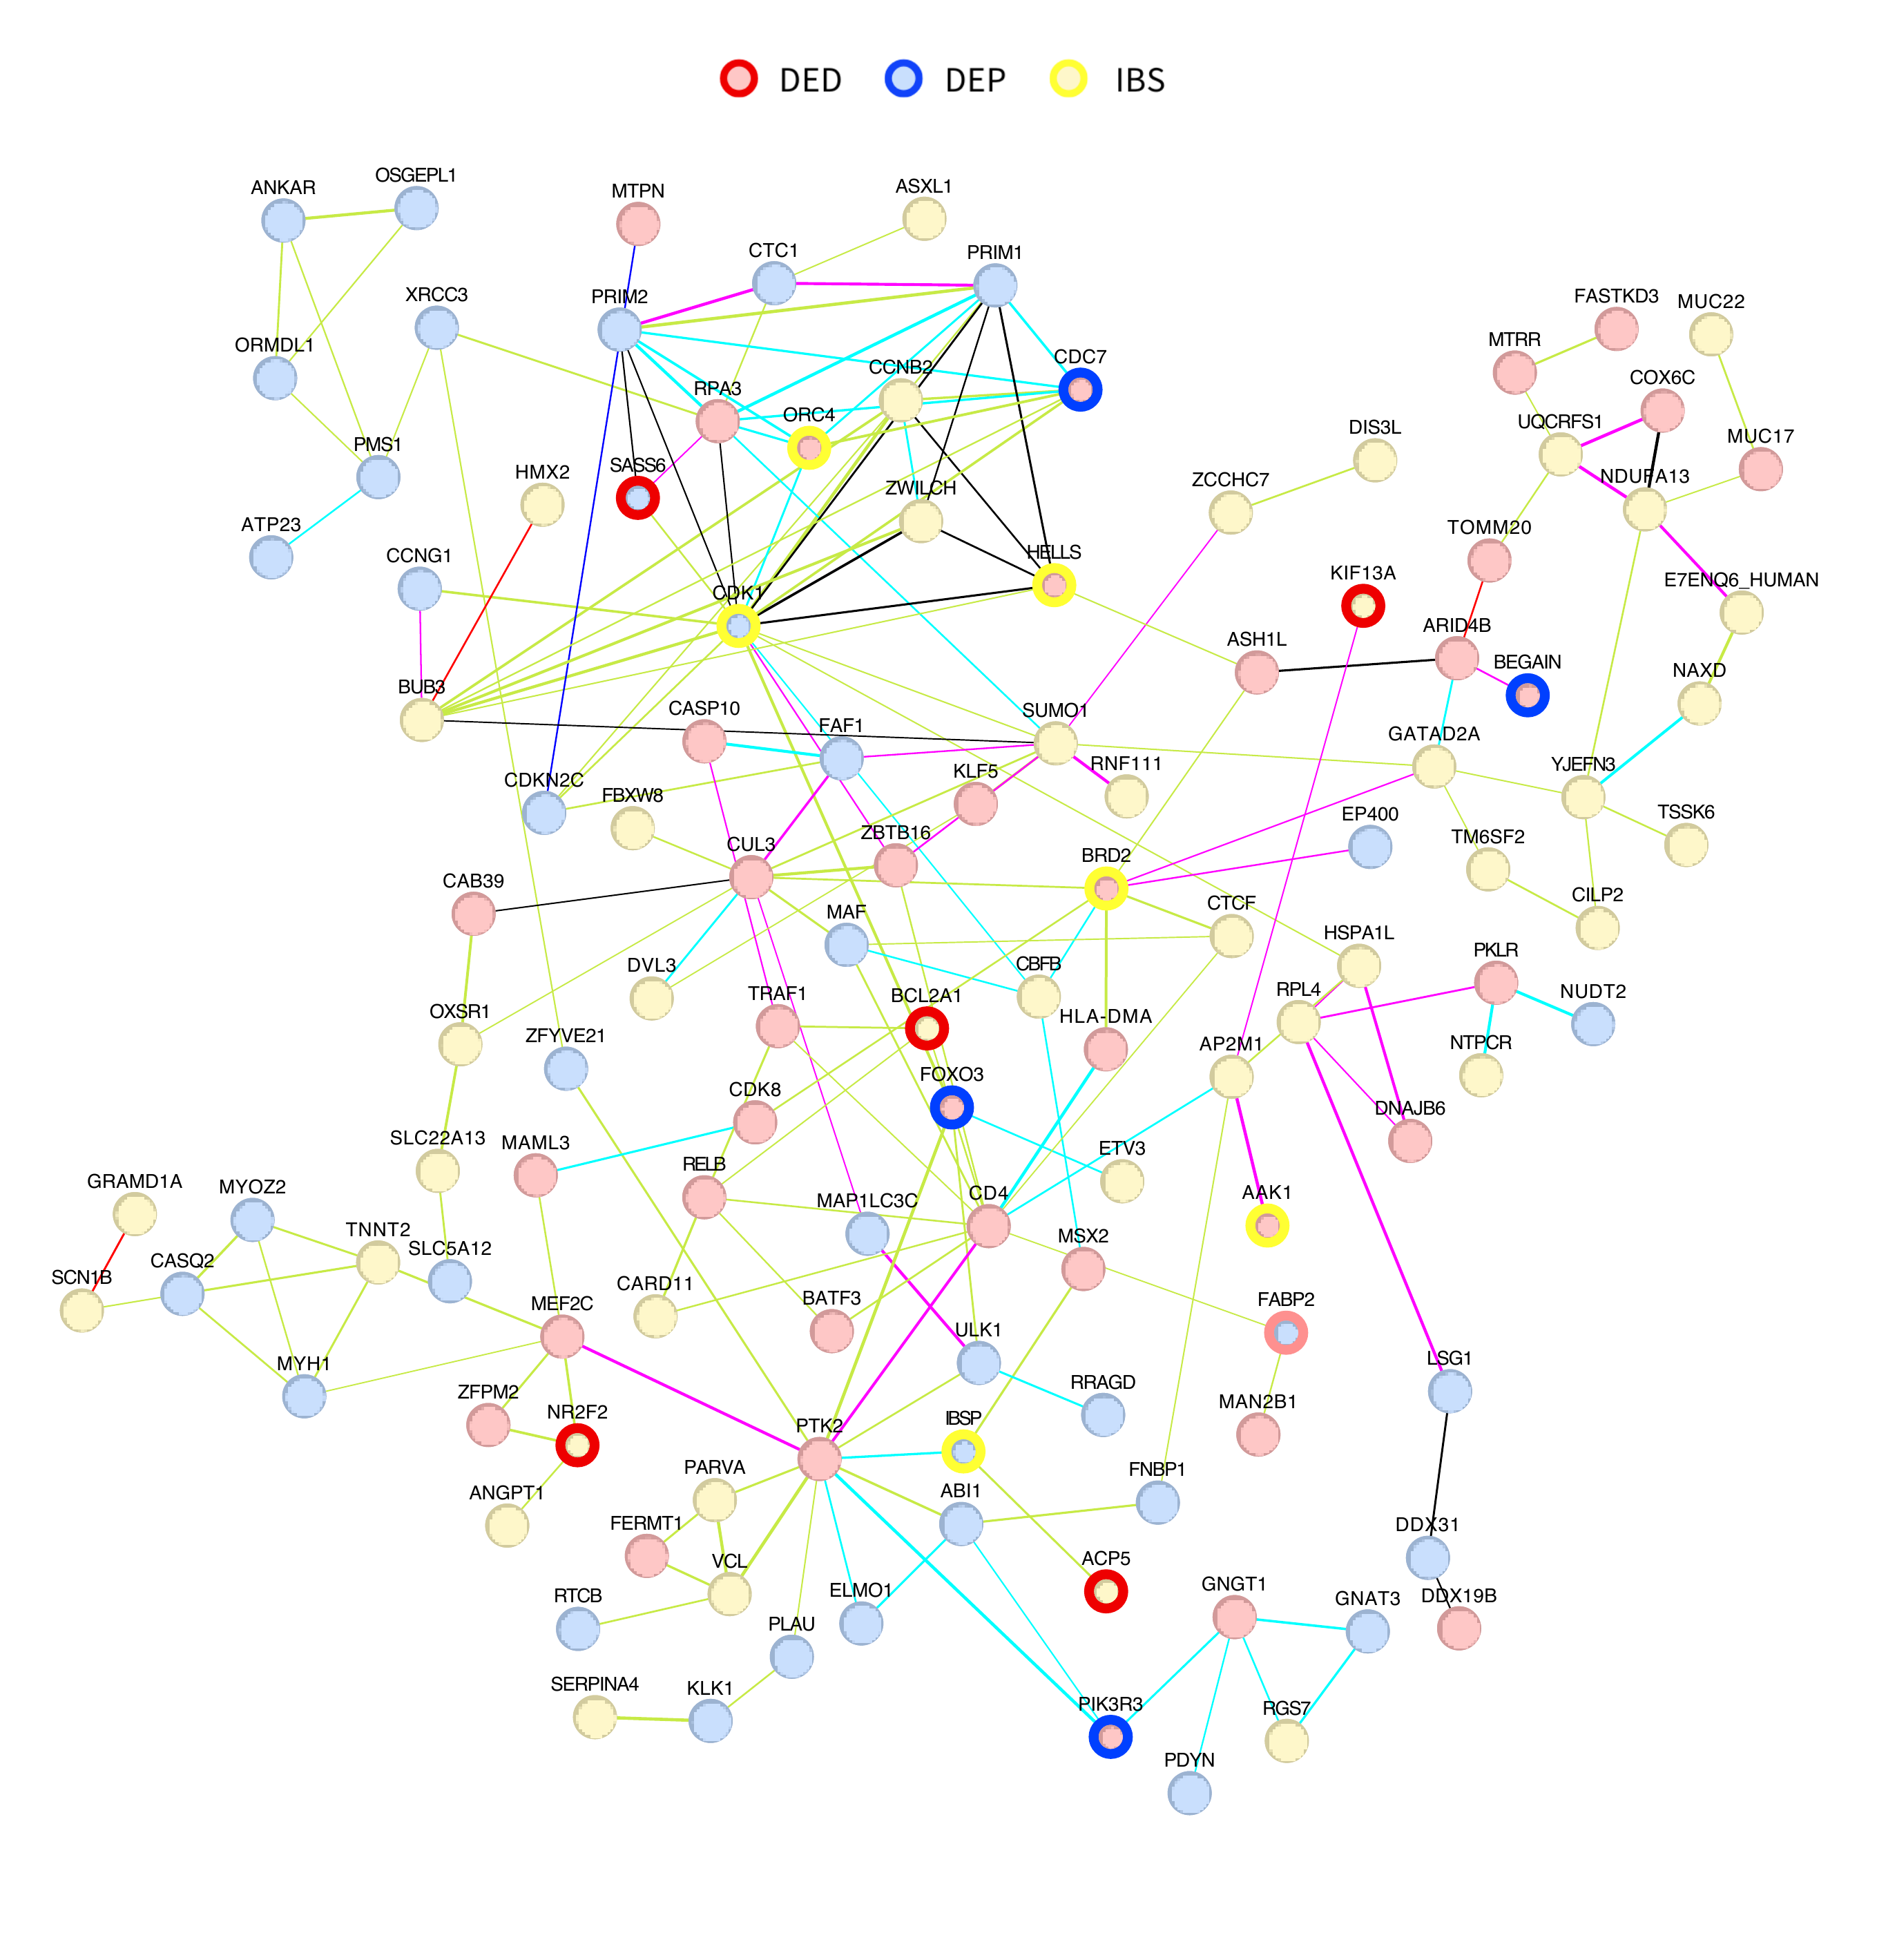 DED DEP IBS
OSGEPL1
ANKAR
MTPN
ASXL1
CTC1
PRIM1
XRCC3
PRIM2
FASTKD3
MUC22
ORMDL1
MTRR
CDC7
CCNB2
COX6C
RPA3
ORC4
UQCRFS1
DIS3L
MUC17
PMS1
HMX2
SASS6
NDUFA13
ZCCHC7
ZWILCH
ATP23
TOMM20
CCNG1
HELLS
KIF13A
E7ENQ6_HUMAN
CDK1
ARID4B
ASH1L
BEGAIN
NAXD
BUB3
CASP10
SUMO1
FAF1
GATAD2A
RNF111
YJEFN3
KLF5
CDKN2C
FBXW8
EP400
TSSK6
ZBTB16
TM6SF2
CUL3
BRD2
CAB39
CILP2
CTCF
MAF
HSPA1L
PKLR
DVL3
CBFB
RPL4
NUDT2
TRAF1
BCL2A1
OXSR1
HLA-DMA
ZFYVE21
AP2M1
NTPCR
FOXO3
CDK8
DNAJB6
SLC22A13
MAML3
ETV3
RELB
GRAMD1A
MYOZ2
CD4
AAK1
MAP1LC3C
TNNT2
MSX2
SLC5A12
CASQ2
SCN1B
CARD11
BATF3
FABP2
MEF2C
ULK1
MYH1
LSG1
RRAGD
ZFPM2
MAN2B1
NR2F2
IBSP
PTK2
PARVA
FNBP1
ANGPT1
ABI1
FERMT1
DDX31
ACP5
VCL
GNGT1
ELMO1
RTCB
DDX19B
GNAT3
PLAU
SERPINA4
KLK1
PIK3R3
RGS7
PDYN